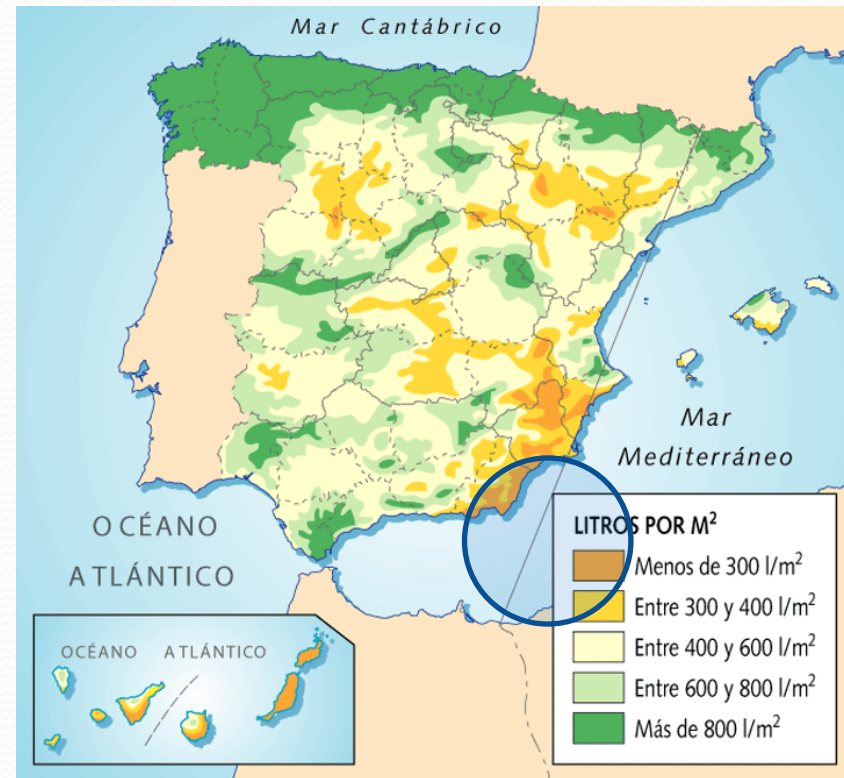 Mar Cantábrico
Mar
Mediterráneo
OCÉANO
ATLÁNTICO
LITROS POR M²
Menos de 300 l/m²
Entre 300 y 400 l/m²
Entre 400 y 600 l/m²
Entre 600 y 800 l/m²
Más de 800 l/m²
OCÉANO ATLÁNTICO